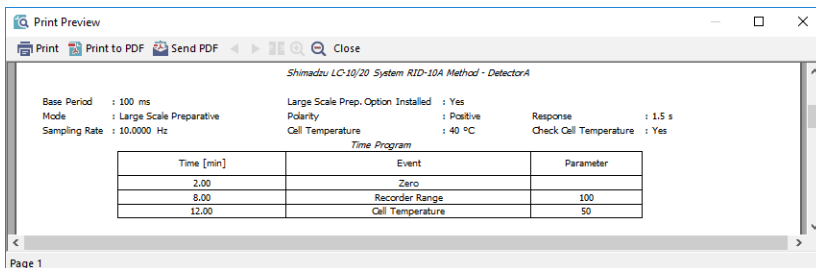 Print Preview
Print Print to PDF Send PDF Close
Shimadzu LC-10/20 System RID-10A Method - DetectorA
Base Period : 100 ms Large Scale Prep. Option Installed : Yes
Mode : Large Scale Preparative Polarity : Positive Response : 1.5 s
Sampling Rate : 10.0000 Hz Cell Temperature : 40 °C Check Cell Temperature : Yes
Time Program
Time [min] Event Parameter
2.00 Zero
8.00 Recorder Range 100
12.00 Cell Temperature 50
Page 1